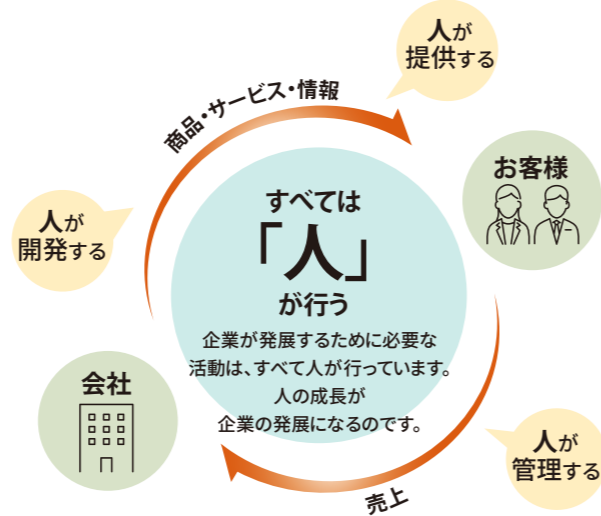 人が
提供する
商品・サービス・情報
お客様
人が
開発する
すべては
「人」
が行う
企業が発展するために必要な
活動は、すべて人が行っています。
人の成長が
企業の発展になるのです。
会社
人が
管理する
売上